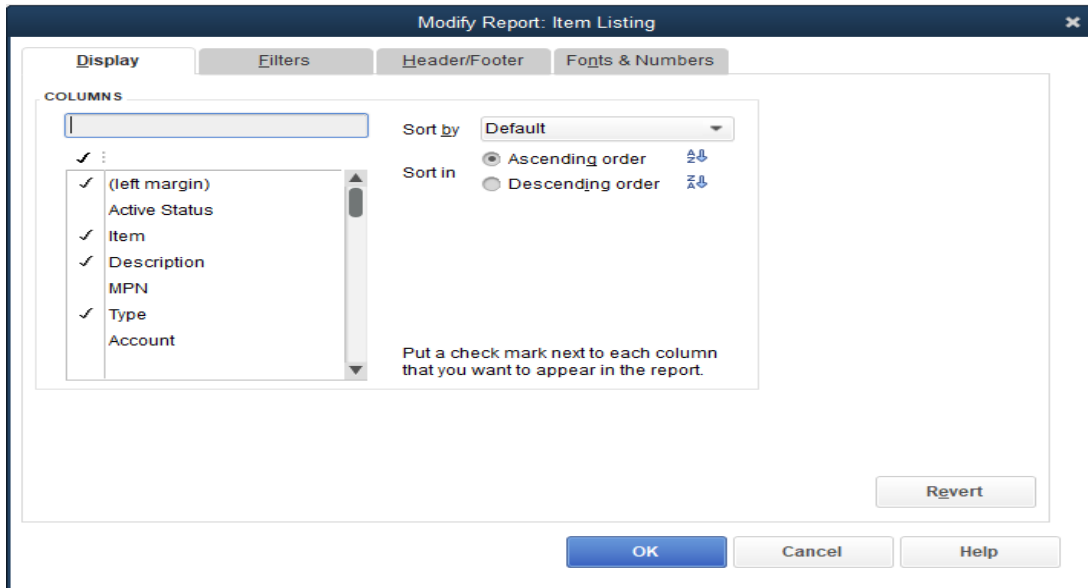 Modify Report: Item Listing
Display
Filters
Header/Footer
Fonts & Numbers
COLUMNS
Sort by
Default
Sort in
Ascending order
Descending order
(left margin)
Active Status
Item
Description
MPN
Type
Account
Put a check mark next to each column
that you want to appear in the report.
Revert
OK
Cancel
Help